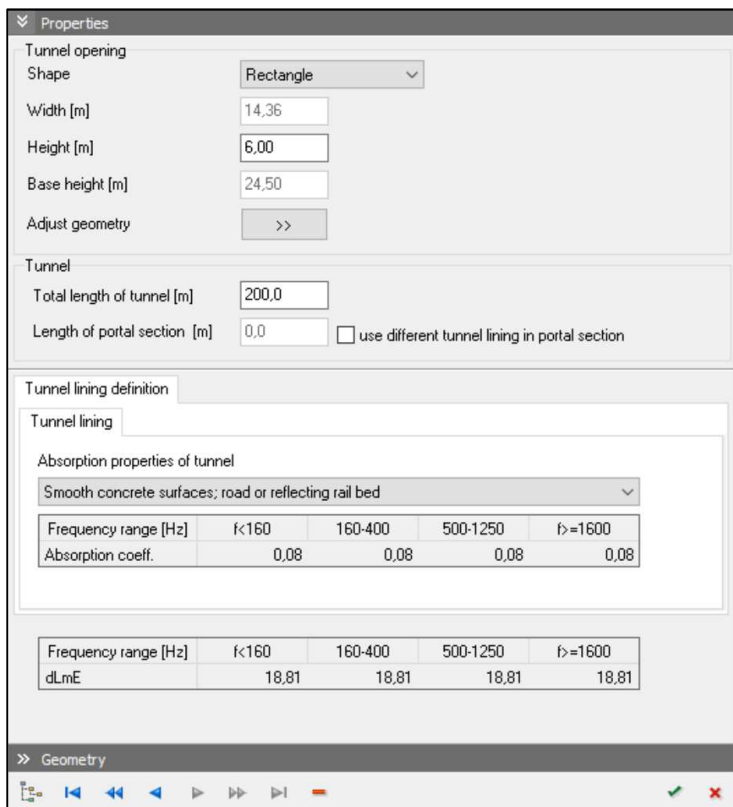 Properties
Tunnel opening
Shape Rectangle
Width [m] 14,36
Height [m] 6,00
Base height [m] 24,50
Adjust geometry >>
Tunnel
Total length of tunnel [m] 200,0
Length of portal section [m] 0,0 use different tunnel lining in portal section
Tunnel lining definition
Tunnel lining
Absorption properties of tunnel
Smooth concrete surfaces; road or reflecting rail bed
Frequency range [Hz] f<160 160-400 500-1250 f>=1600
Absorption coeff. 0,08 0,08 0,08 0,08
Frequency range [Hz] f<160 160-400 500-1250 f>=1600
dLmE 18,81 18,81 18,81 18,81
Geometry